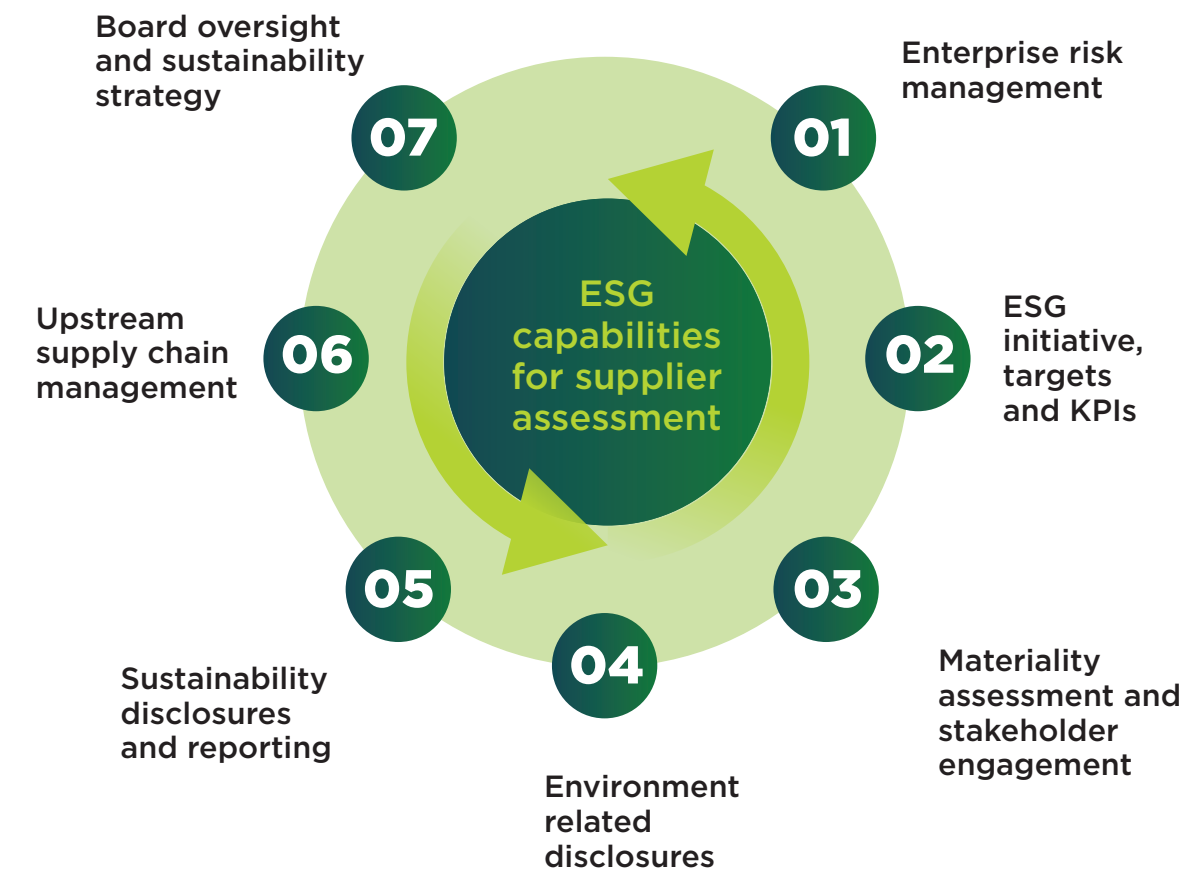 Board oversight
and sustainability
strategy
07
01
Enterprise risk
management
ESG
capabilities
for supplier
assessment
02
ESG
initiative,
targets
and KPIs
03
Materiality
assessment and
stakeholder
engagement
04
Environment
related
disclosures
05
Sustainability
disclosures
and reporting
06
Upstream
supply chain
management